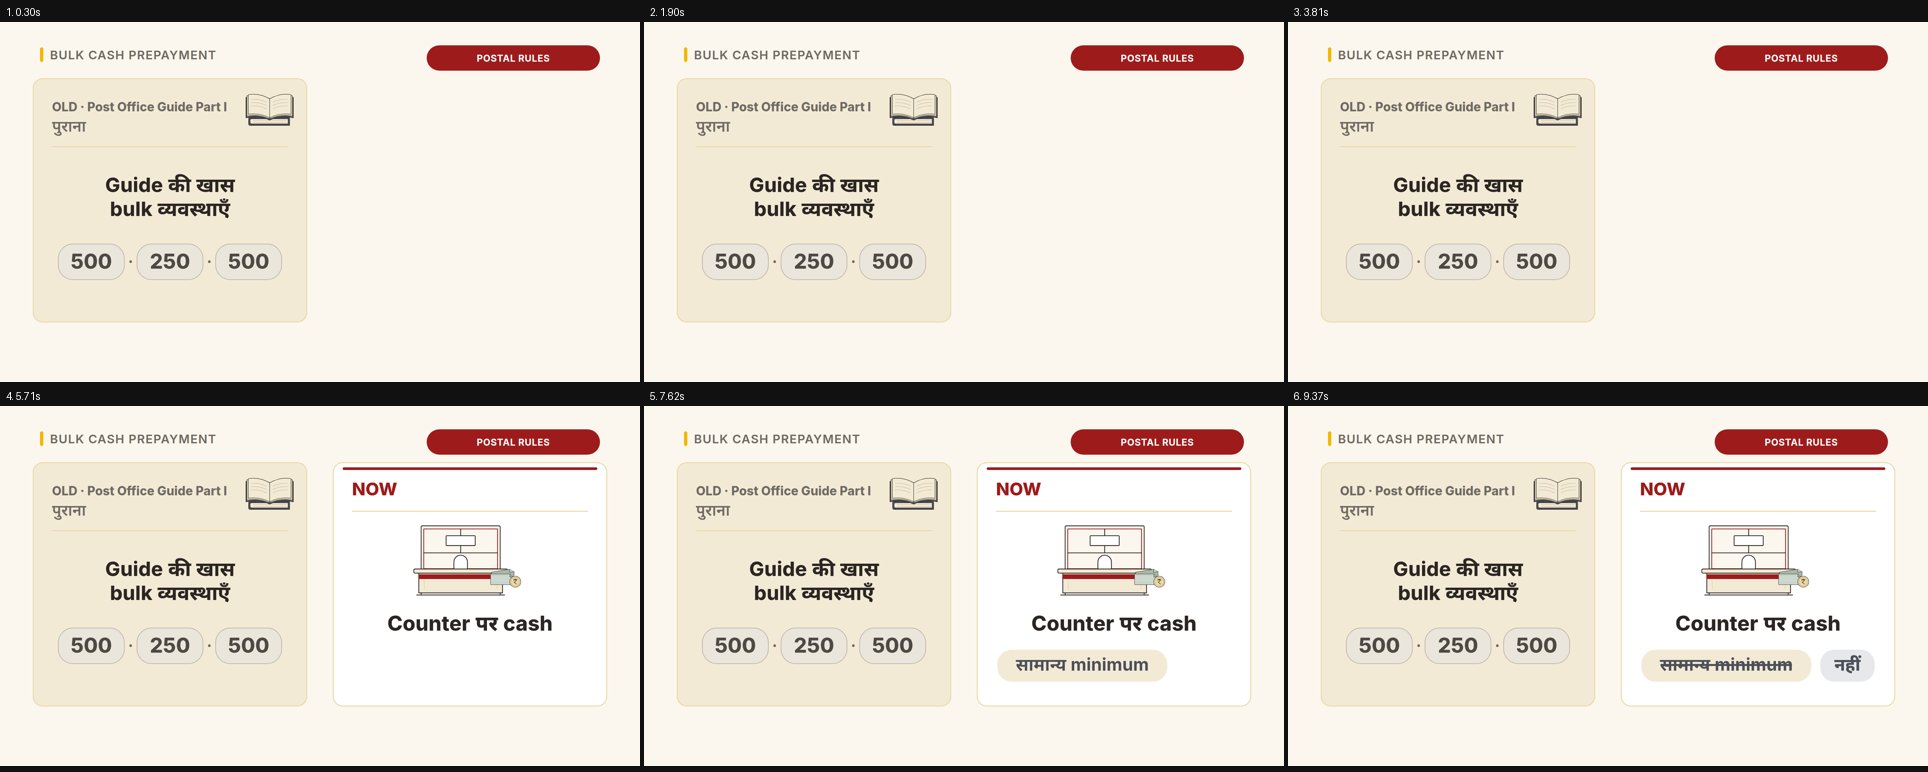 1. 0.30s
BULK CASH PREPAYMENT
POSTAL RULES
OLD · Post Office Guide Part I
पुराना
Guide की खास
bulk व्यवस्थाएँ
500 · 250 · 500
2. 1.90s
BULK CASH PREPAYMENT
POSTAL RULES
OLD · Post Office Guide Part I
पुराना
Guide की खास
bulk व्यवस्थाएँ
500 · 250 · 500
3. 3.81s
BULK CASH PREPAYMENT
POSTAL RULES
OLD · Post Office Guide Part I
पुराना
Guide की खास
bulk व्यवस्थाएँ
500 · 250 · 500
4. 5.71s
BULK CASH PREPAYMENT
POSTAL RULES
OLD · Post Office Guide Part I
पुराना
Guide की खास
bulk व्यवस्थाएँ
500 · 250 · 500
NOW
₹
Counter पर cash
5. 7.62s
BULK CASH PREPAYMENT
POSTAL RULES
OLD · Post Office Guide Part I
पुराना
Guide की खास
bulk व्यवस्थाएँ
500 · 250 · 500
NOW
₹
Counter पर cash
सामान्य minimum
6. 9.37s
BULK CASH PREPAYMENT
POSTAL RULES
OLD · Post Office Guide Part I
पुराना
Guide की खास
bulk व्यवस्थाएँ
500 · 250 · 500
NOW
₹
Counter पर cash
सामान्य minimum नहीं